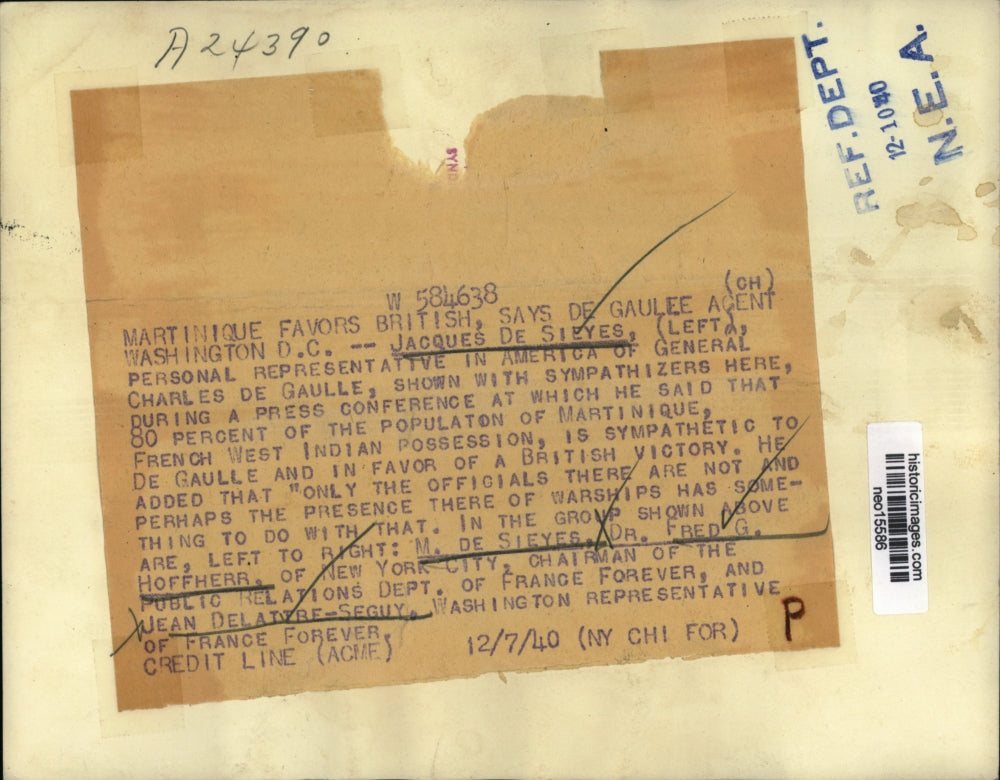 A24390
REF. DEPT.
12-10 40
N.E.A.
SYND
W 584638
(CH)
MARTINIQUE FAVORS BRITISH, SAYS DE GAULEE AGENT
WASHINGTON D.C. -- JACQUES DE SIEYES, (LEFT),
PERSONAL REPRESENTATIVE IN AMERICA OF GENERAL
CHARLES DE GAULLE, SHOWN WITH SYMPATHIZERS HERE,
DURING A PRESS CONFERENCE AT WHICH HE SAID THAT
80 PERCENT OF THE POPULATON OF MARTINIQUE,
FRENCH WEST INDIAN POSSESSION, IS SYMPATHETIC TO
DE GAULLE AND IN FAVOR OF A BRITISH VICTORY. HE
ADDED THAT "ONLY THE OFFICIALS THERE ARE NOT AND
PERHAPS THE PRESENCE THERE OF WARSHIPS HAS SOME-
THING TO DO WITH THAT. IN THE GROUP SHOWN ABOVE
ARE, LEFT TO RIGHT: M. DE SIEYES, DR. FRED G.
HOFFHERR, OF NEW YORK CITY, CHAIRMAN OF THE
PUBLIC RELATIONS DEPT. OF FRANCE FOREVER, AND
JEAN DELATTRE-SEGUY, WASHINGTON REPRESENTATIVE
OF FRANCE FOREVER.
CREDIT LINE (ACME) 12/7/40 (NY CHI FOR)
P
historicimages.com
neo15586